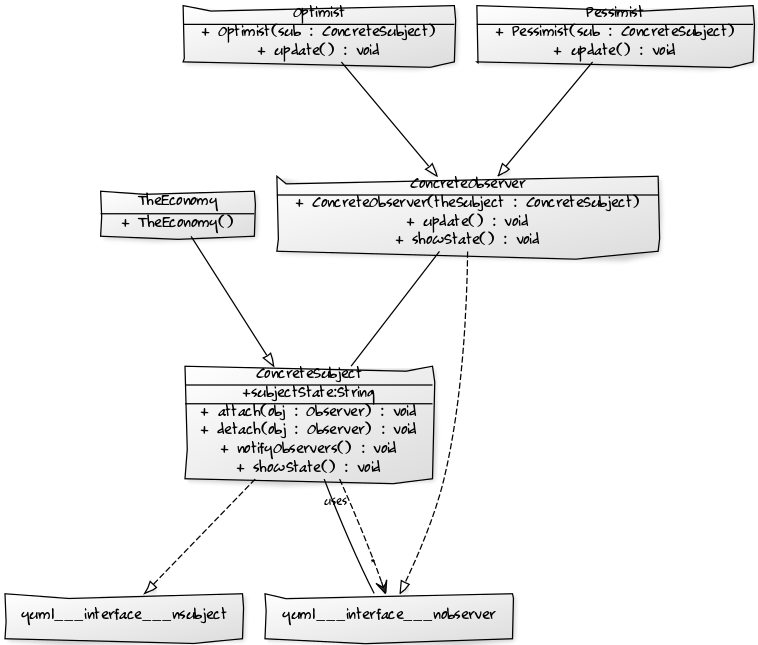 Optimist
+ Optimist(sub : ConcreteSubject)
+ update() : void
Pessimist
+ Pessimist(sub : ConcreteSubject)
+ update() : void
TheEconomy
+ TheEconomy()
ConcreteObserver
+ ConcreteObserver(theSubject : ConcreteSubject)
+ update() : void
+ showState() : void
ConcreteSubject
+subjectState:String
+ attach(obj : Observer) : void
+ detach(obj : Observer) : void
+ notifyObservers() : void
+ showState() : void
uses
yuml___interface___nsubject
yuml___interface___nobserver